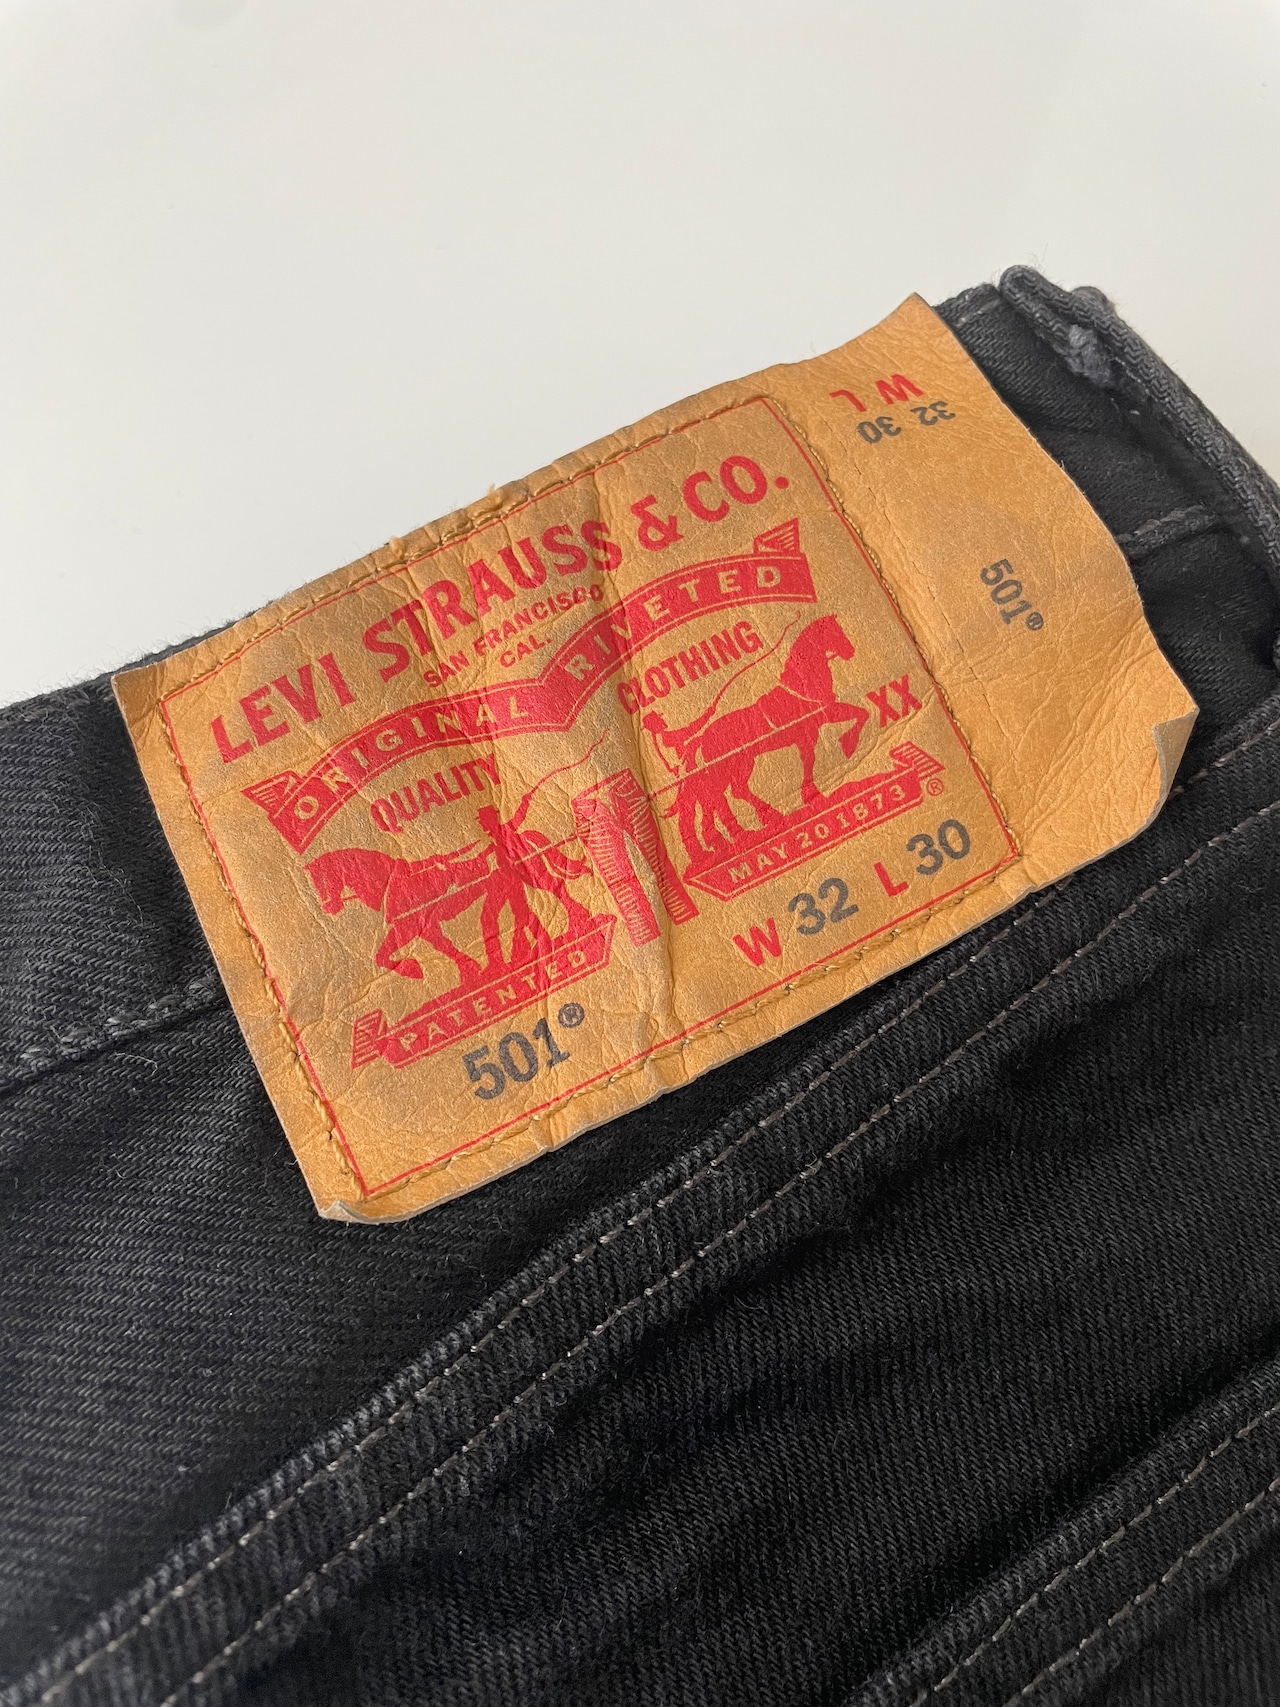 LEVI STRAUSS & CO.
SAN FRANCISCO
CAL.
ORIGINAL RIVETED
QUALITY CLOTHING
XX
PATENTED
MAY 20 1873 ®
501®
W 32 L 30
W L
32 30
501®